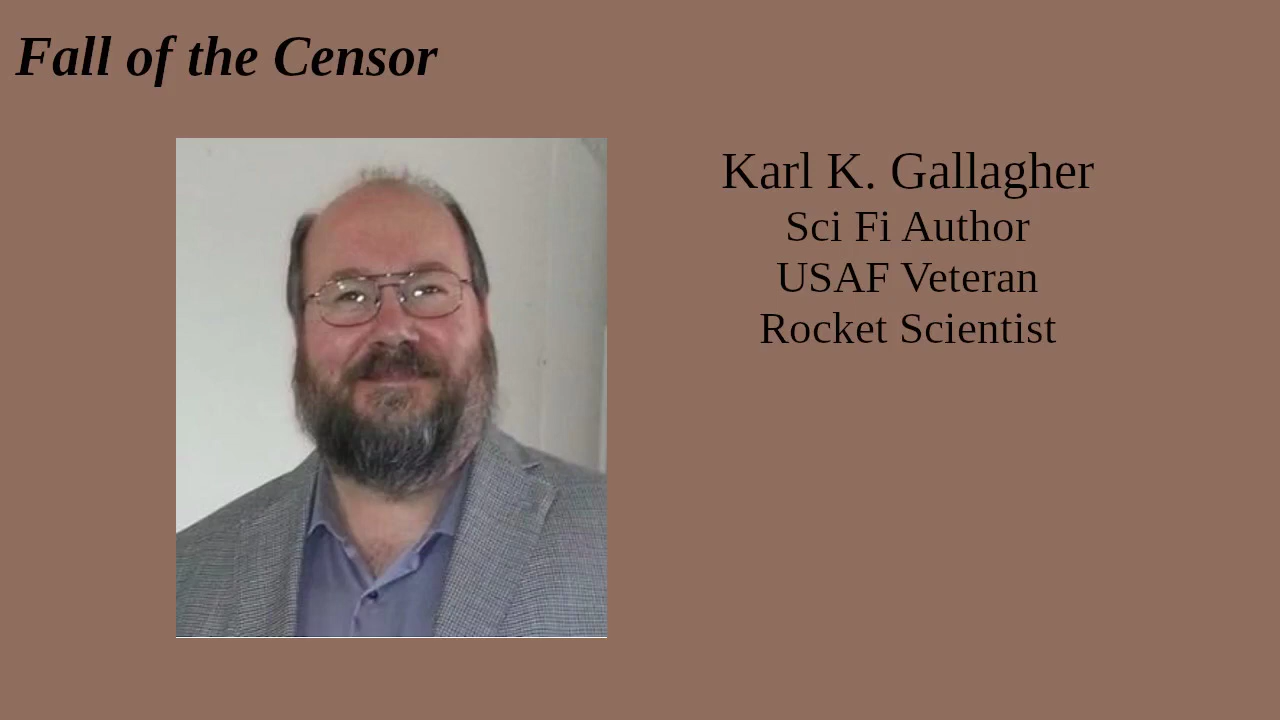 Fall of the Censor
Karl K. Gallagher
Sci Fi Author
USAF Veteran
Rocket Scientist